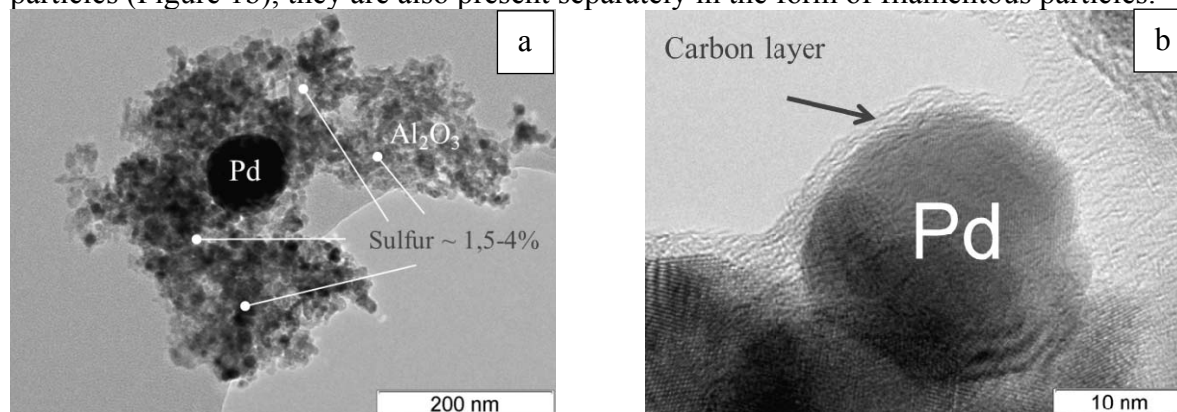 particles (Figure 1b), they are also present separately in the form of filamentous particles.
a
Al₂O₃
Pd
Sulfur ~ 1,5-4%
200 nm
b
Carbon layer
Pd
10 nm